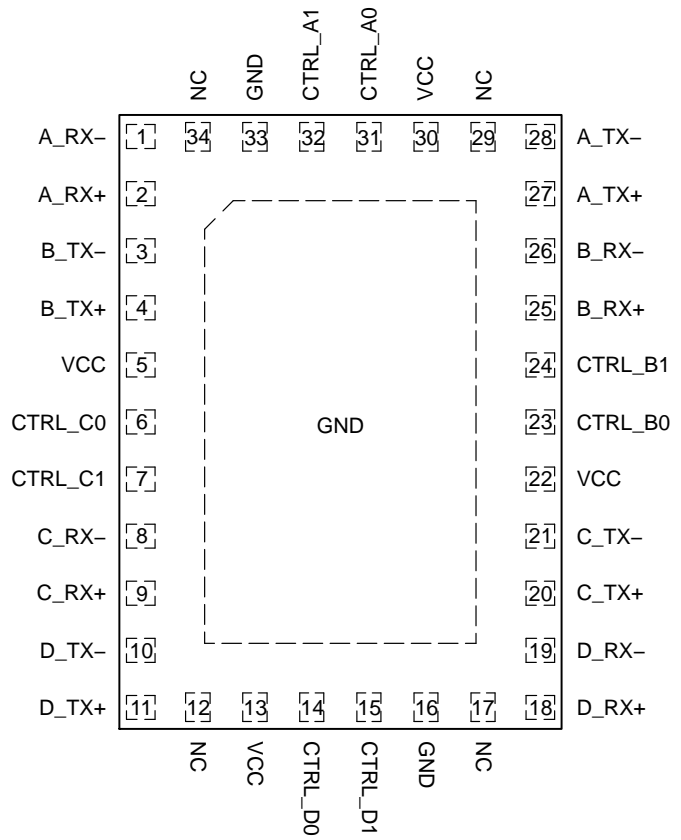 NC
GND
CTRL_A1
CTRL_A0
VCC
NC
A_RX− 1 34 33 32 31 30 29 28 A_TX−
A_RX+ 2 27 A_TX+
B_TX− 3 26 B_RX−
B_TX+ 4 25 B_RX+
VCC 5 24 CTRL_B1
CTRL_C0 6 GND 23 CTRL_B0
CTRL_C1 7 22 VCC
C_RX− 8 21 C_TX−
C_RX+ 9 20 C_TX+
D_TX− 10 19 D_RX−
D_TX+ 11 12 13 14 15 16 17 18 D_RX+
NC
VCC
CTRL_D0
CTRL_D1
GND
NC